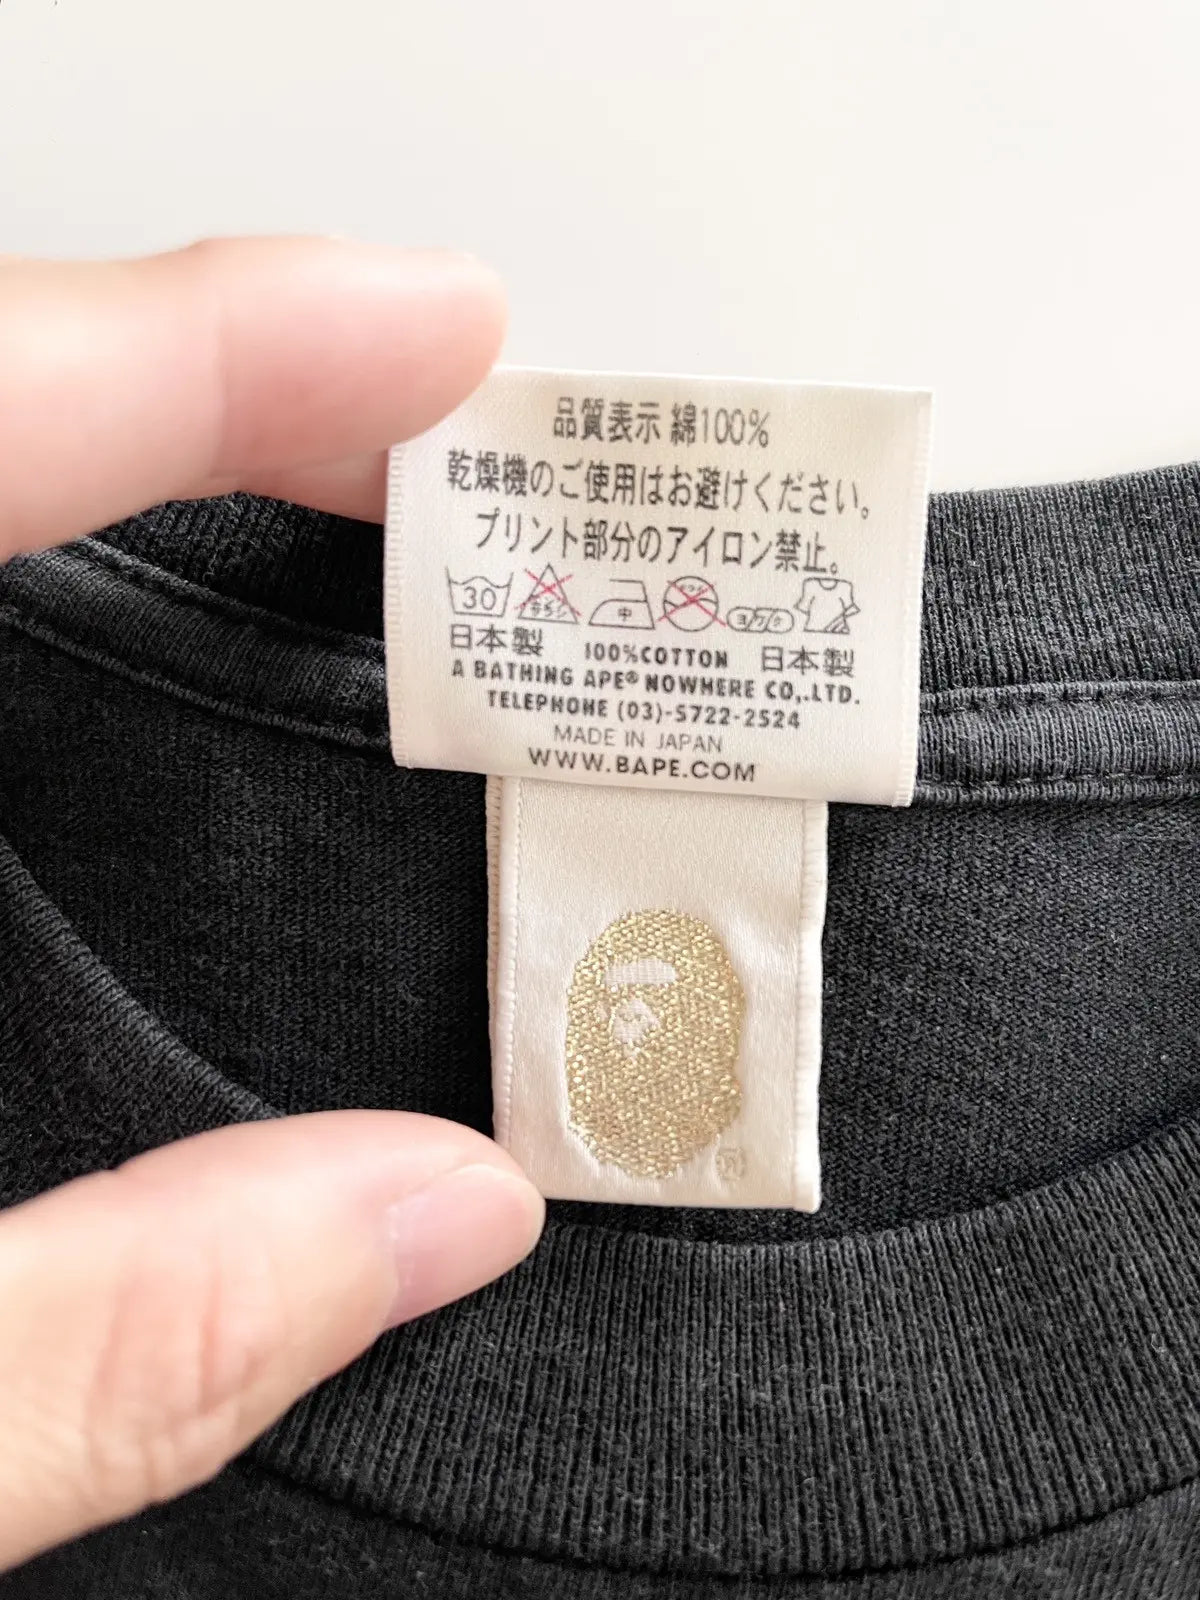 品質表示 綿100%
乾燥機のご使用はお避けください。
プリント部分のアイロン禁止。
30 中 ヨワク
日本製 100%COTTON 日本製
A BATHING APE® NOWHERE CO,.LTD.
TELEPHONE (03)-5722-2524
MADE IN JAPAN
WWW.BAPE.COM
®